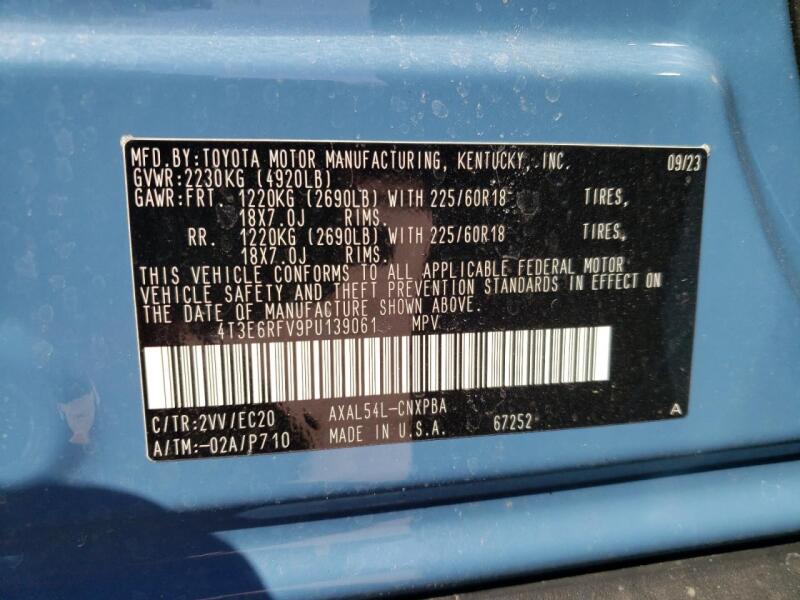 MFD.BY:TOYOTA MOTOR MANUFACTURING, KENTUCKY, INC. 09/23
GVWR:2230KG (4920LB)
GAWR:FRT. 1220KG (2690LB) WITH 225/60R18 TIRES,
18X7.0J RIMS.
RR. 1220KG (2690LB) WITH 225/60R18 TIRES,
18X7.0J RIMS.
THIS VEHICLE CONFORMS TO ALL APPLICABLE FEDERAL MOTOR
VEHICLE SAFETY AND THEFT PREVENTION STANDARDS IN EFFECT ON
THE DATE OF MANUFACTURE SHOWN ABOVE.
4T3E6RFV9PU139061 MPV
C/TR:2VV/EC20 AXAL54L-CNXPBA A
A/TM:-02A/P710 MADE IN U.S.A. 67252